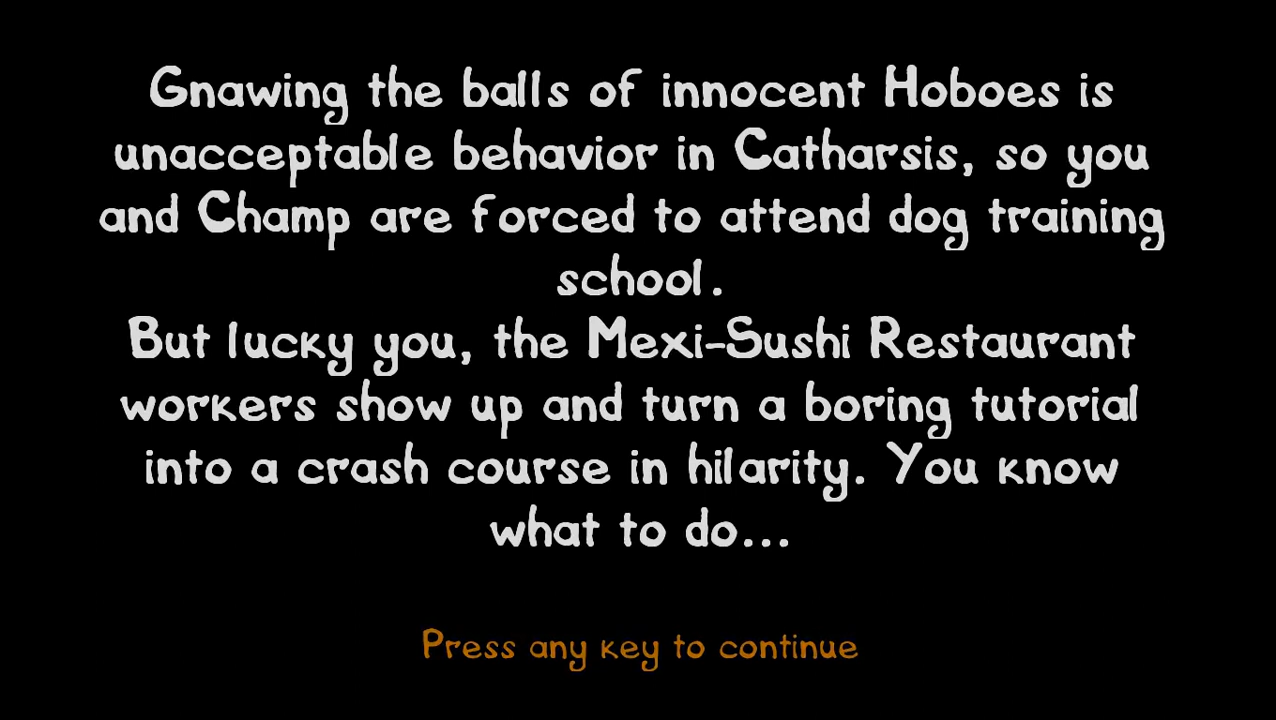 Gnawing the balls of innocent Hoboes is
unacceptable behavior in Catharsis, so you
and Champ are forced to attend dog training
school.
But lucky you, the Mexi-Sushi Restaurant
workers show up and turn a boring tutorial
into a crash course in hilarity. You know
what to do...
Press any key to continue